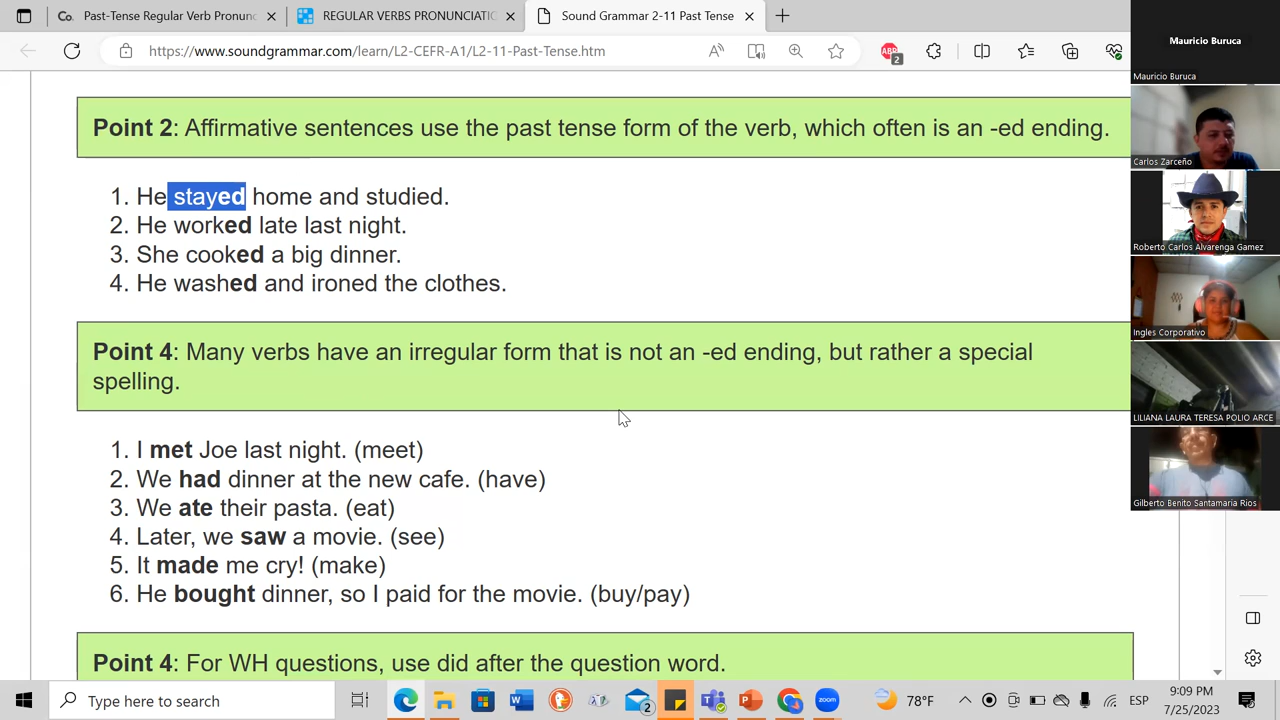 Past-Tense Regular Verb Pronunc
REGULAR VERBS PRONUNCIATIO
Sound Grammar 2-11 Past Tense
https://www.soundgrammar.com/learn/L2-CEFR-A1/L2-11-Past-Tense.htm
ABP
2
Mauricio Buruca
Mauricio Buruca
Carlos Zarceño
Roberto Carlos Alvarenga Gamez
Ingles Corporativo
LILIANA LAURA TERESA POLIO ARCE
Gilberto Benito Santamaria Rios
Point 2: Affirmative sentences use the past tense form of the verb, which often is an -ed ending.
1. He stayed home and studied.
2. He worked late last night.
3. She cooked a big dinner.
4. He washed and ironed the clothes.
Point 4: Many verbs have an irregular form that is not an -ed ending, but rather a special
spelling.
1. I met Joe last night. (meet)
2. We had dinner at the new cafe. (have)
3. We ate their pasta. (eat)
4. Later, we saw a movie. (see)
5. It made me cry! (make)
6. He bought dinner, so I paid for the movie. (buy/pay)
Point 4: For WH questions, use did after the question word.
Type here to search
2
zoom
78°F
ESP
9:09 PM
7/25/2023